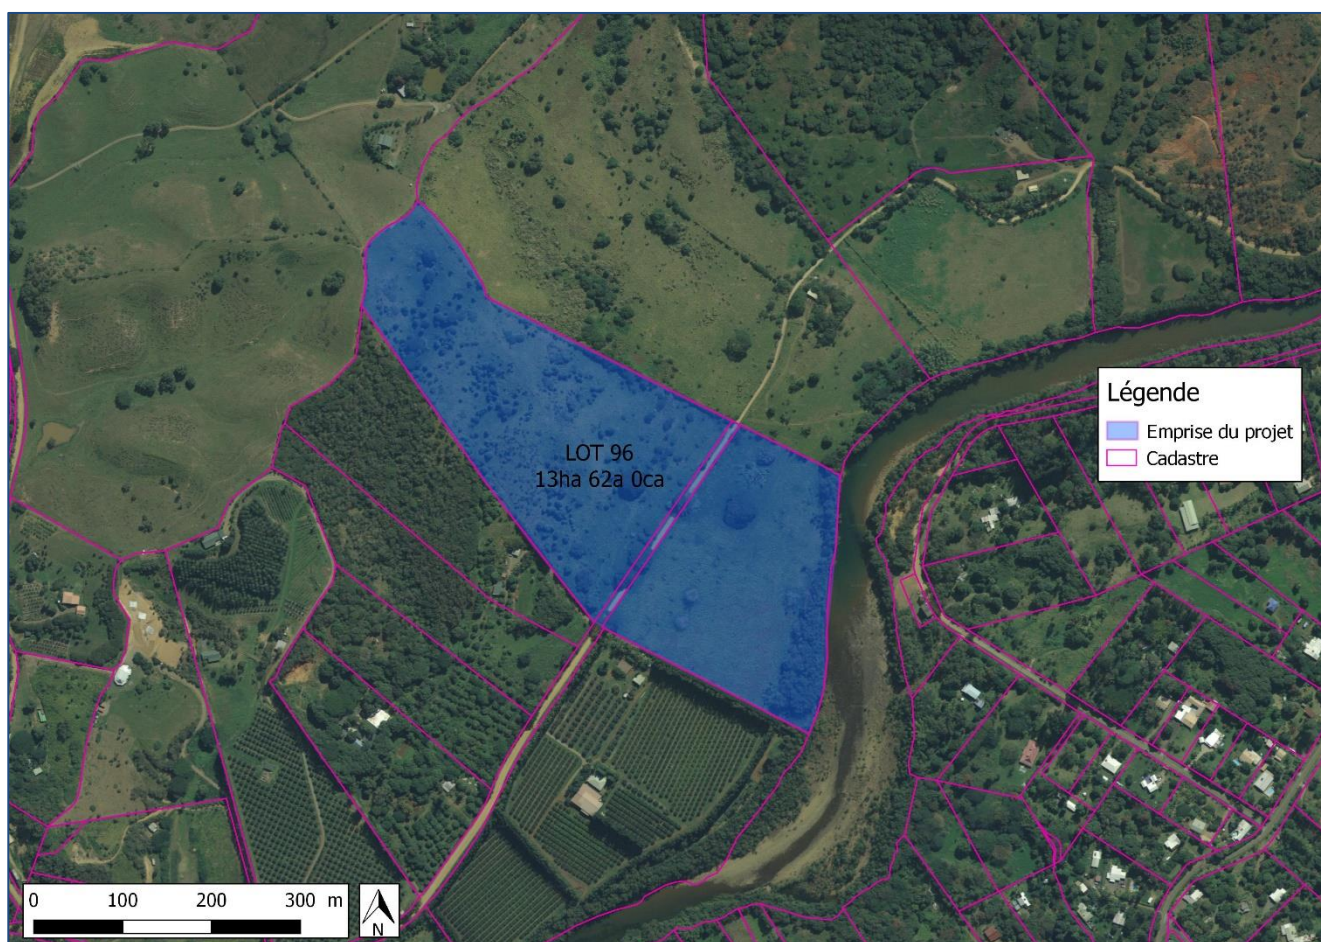 LOT 96
13ha 62a 0ca
Légende
Emprise du projet
Cadastre
0 100 200 300 m
N